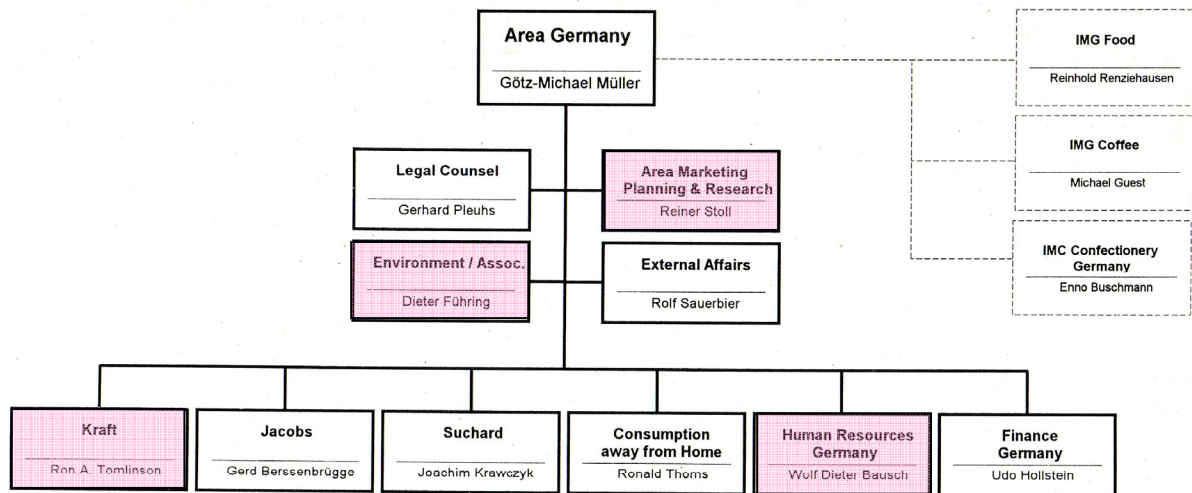 Area Germany
Götz-Michael Müller
IMG Food
Reinhold Renziehausen
IMG Coffee
Michael Guest
IMC Confectionery
Germany
Enno Buschmann
Legal Counsel
Gerhard Pleuhs
Area Marketing
Planning & Research
Reiner Stoll
Environment / Assoc.
Dieter Führing
External Affairs
Rolf Sauerbier
Kraft
Ron A. Tomlinson
Jacobs
Gerd Berssenbrügge
Suchard
Joachim Krawczyk
Consumption
away from Home
Ronald Thoms
Human Resources
Germany
Wolf Dieter Bausch
Finance
Germany
Udo Hollstein